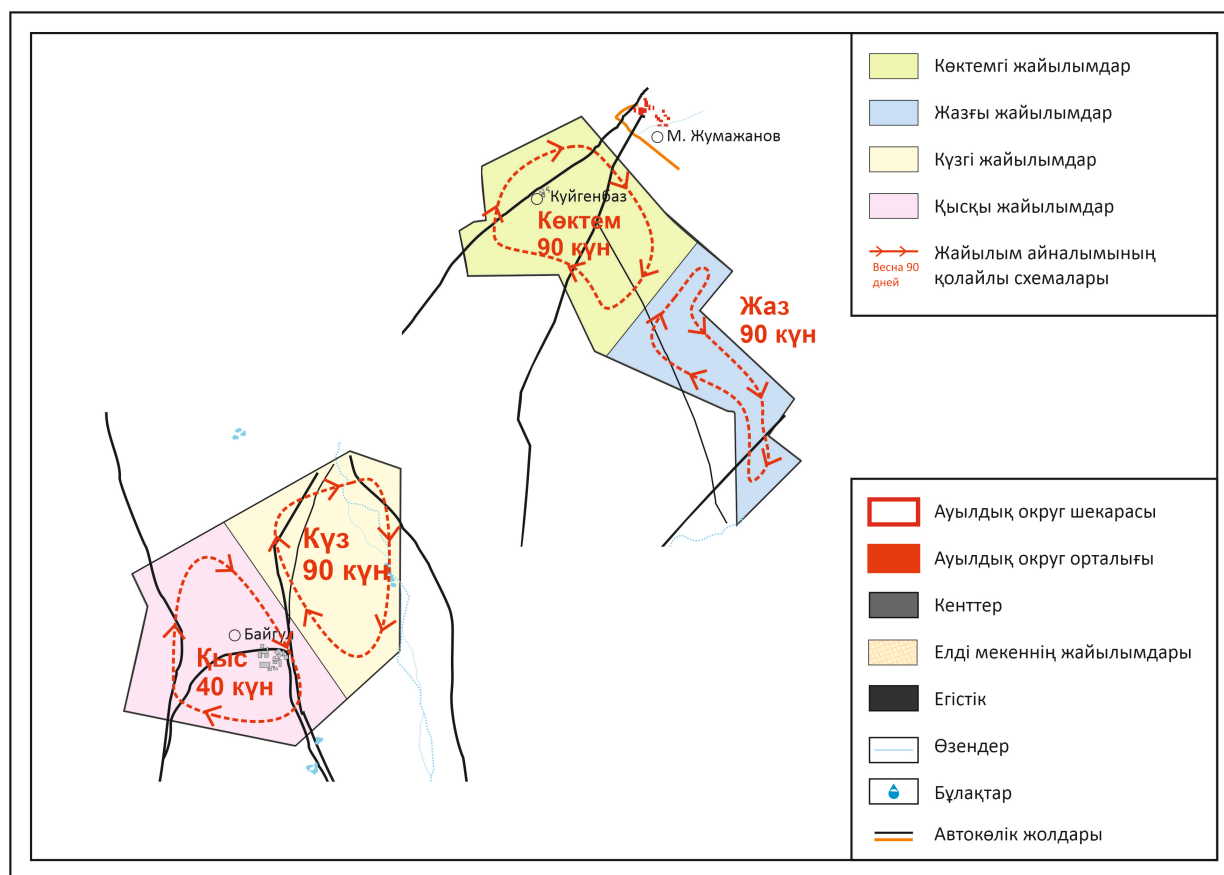 М. Жумажанов
Куйгенбаз
Көктем
90 күн
Жаз
90 күн
Күз
90 күн
Байгул
Қыс
40 күн
Көктемгі жайылымдар
Жазғы жайылымдар
Күзгі жайылымдар
Қысқы жайылымдар
Весна 90
дней
Жайылым айналымының
қолайлы схемалары
Ауылдық округ шекарасы
Ауылдық округ орталығы
Кенттер
Елді мекеннің жайылымдары
Егістік
Өзендер
Бұлақтар
Автокөлік жолдары